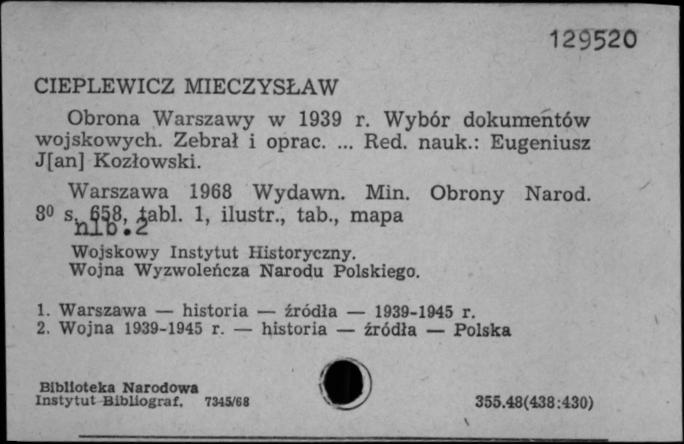 129520
CIEPLEWICZ MIECZYSŁAW
Obrona Warszawy w 1939 r. Wybór dokumentów
wojskowych. Zebrał i oprac. ... Red. nauk.: Eugeniusz
J[an] Kozłowski.
Warszawa 1968 Wydawn. Min. Obrony Narod.
8⁰ s. 658, tabl. 1, ilustr., tab., mapa
nlb.2
Wojskowy Instytut Historyczny.
Wojna Wyzwoleńcza Narodu Polskiego.
1. Warszawa — historia — źródła — 1939-1945 r.
2. Wojna 1939-1945 r. — historia — źródła — Polska
Biblioteka Narodowa
Instytut Bibliograf. 7345/68
355.48(438:430)